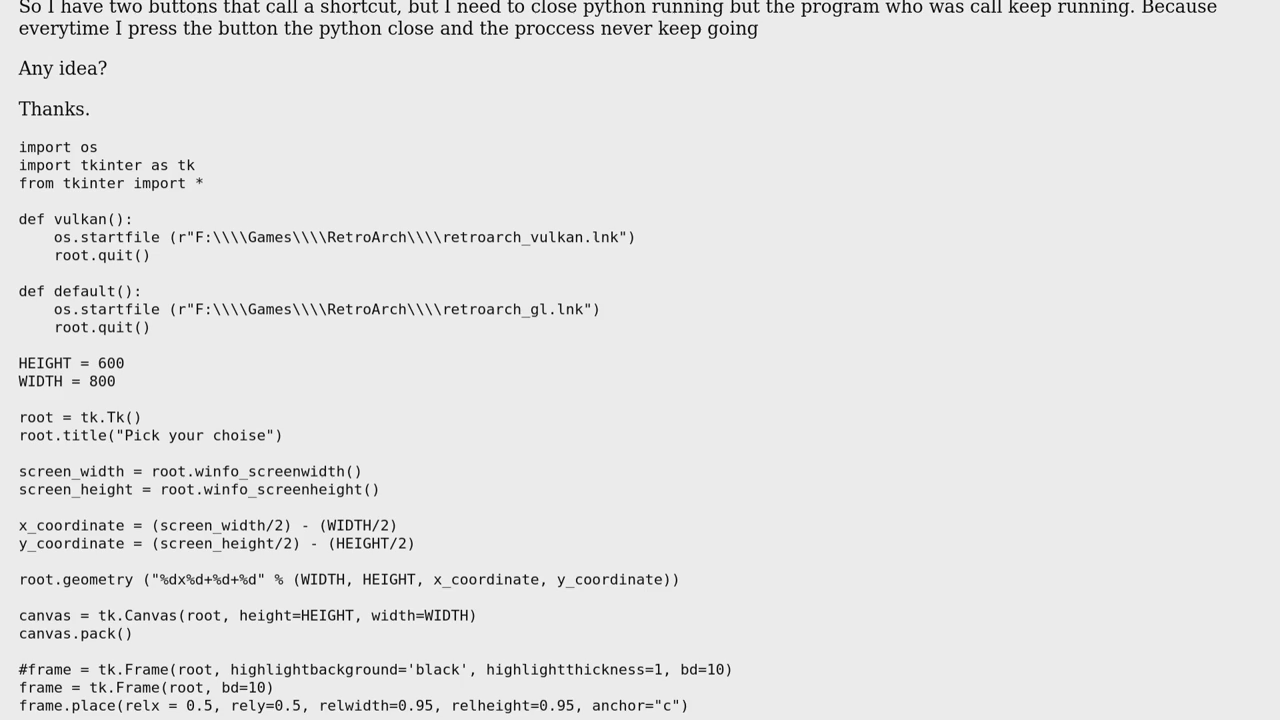 So I have two buttons that call a shortcut, but I need to close python running but the program who was call keep running. Because
everytime I press the button the python close and the proccess never keep going
Any idea?
Thanks.
import os
import tkinter as tk
from tkinter import *
def vulkan():
    os.startfile (r"F:\\\\Games\\\\RetroArch\\\\retroarch_vulkan.lnk")
    root.quit()
def default():
    os.startfile (r"F:\\\\Games\\\\RetroArch\\\\retroarch_gl.lnk")
    root.quit()
HEIGHT = 600
WIDTH = 800
root = tk.Tk()
root.title("Pick your choise")
screen_width = root.winfo_screenwidth()
screen_height = root.winfo_screenheight()
x_coordinate = (screen_width/2) - (WIDTH/2)
y_coordinate = (screen_height/2) - (HEIGHT/2)
root.geometry ("%dx%d+%d+%d" % (WIDTH, HEIGHT, x_coordinate, y_coordinate))
canvas = tk.Canvas(root, height=HEIGHT, width=WIDTH)
canvas.pack()
#frame = tk.Frame(root, highlightbackground='black', highlightthickness=1, bd=10)
frame = tk.Frame(root, bd=10)
frame.place(relx = 0.5, rely=0.5, relwidth=0.95, relheight=0.95, anchor="c")